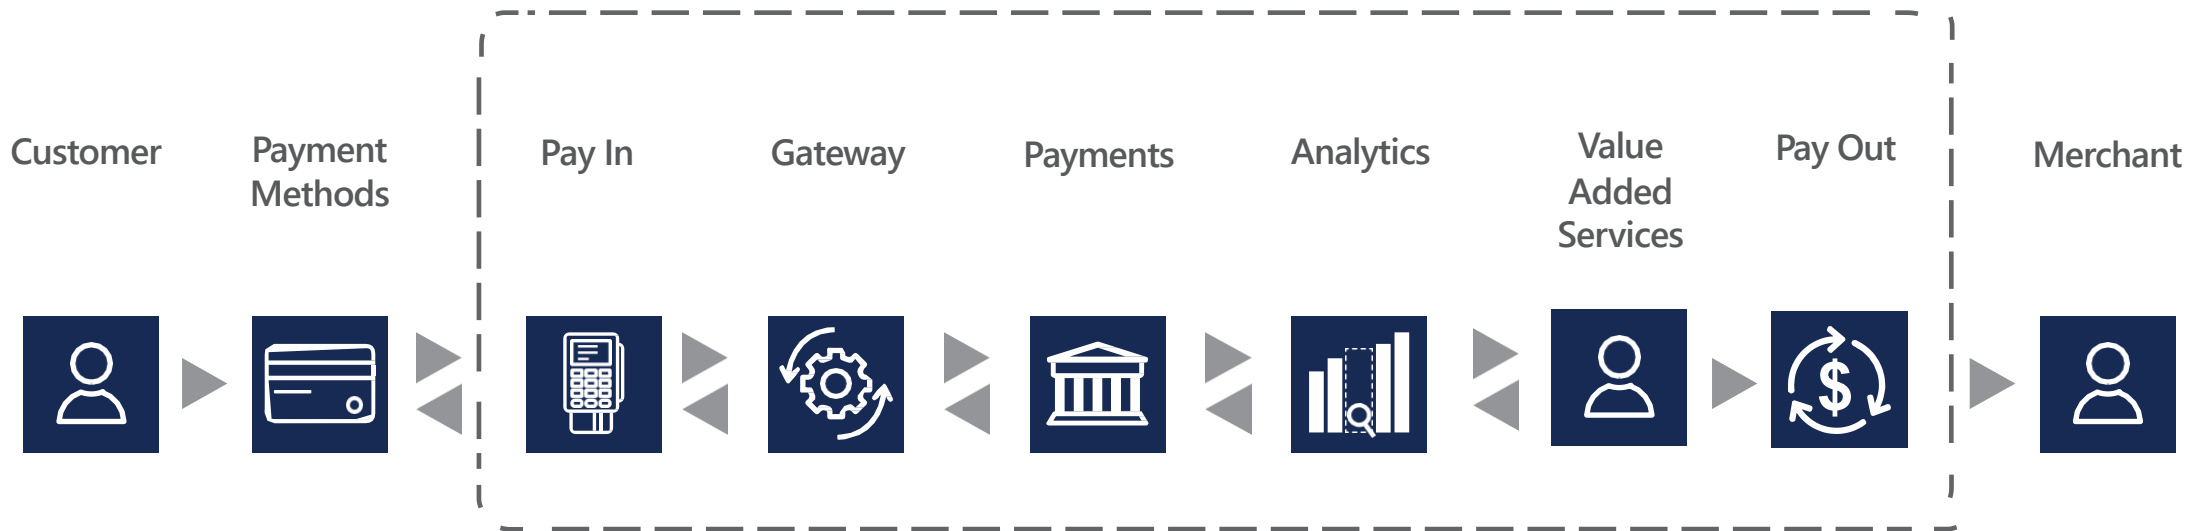 Customer
Payment
Methods
Pay In
Gateway
Payments
Analytics
Value
Added
Services
Pay Out
Merchant
$